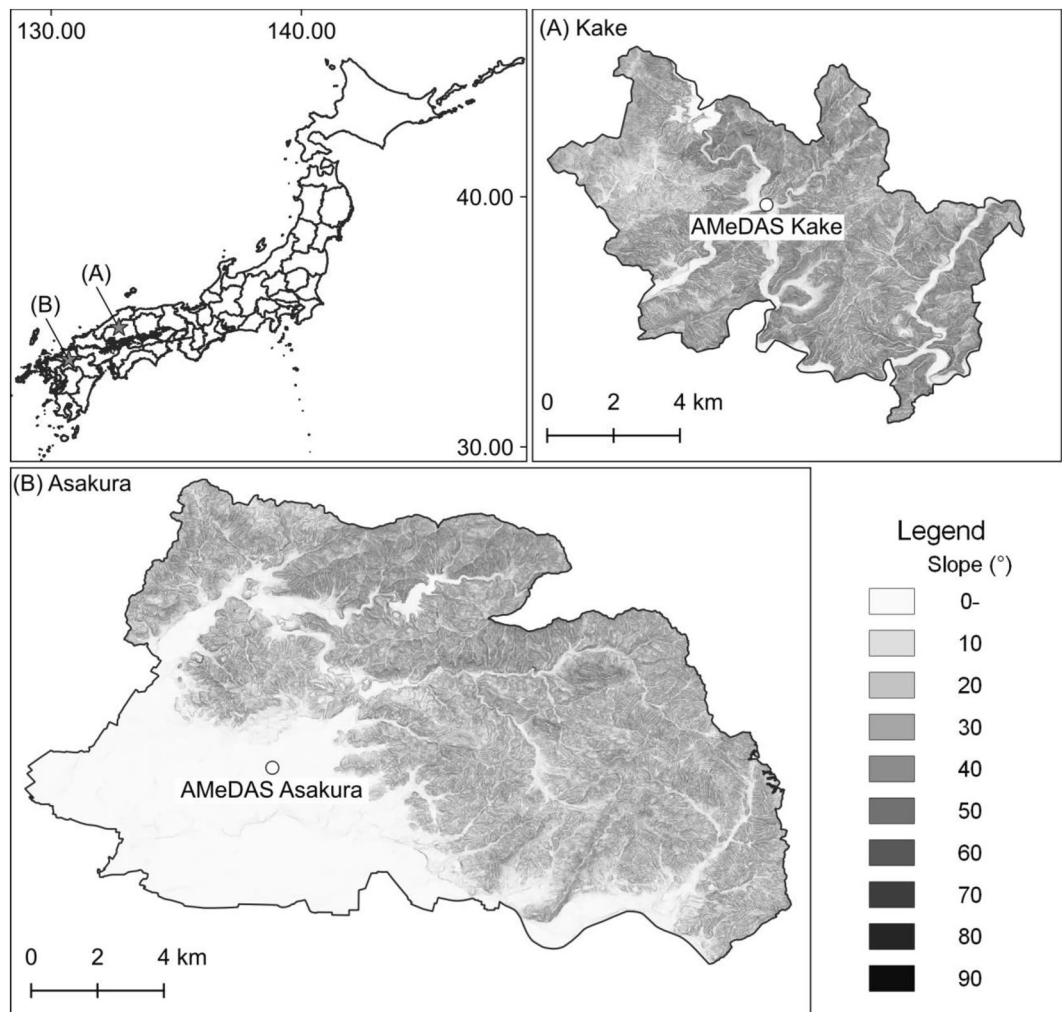 130.00
140.00
40.00
30.00
(A)
(B)
(A) Kake
AMeDAS Kake
0
2
4 km
(B) Asakura
AMeDAS Asakura
0
2
4 km
Legend
Slope (°)
0-
10
20
30
40
50
60
70
80
90